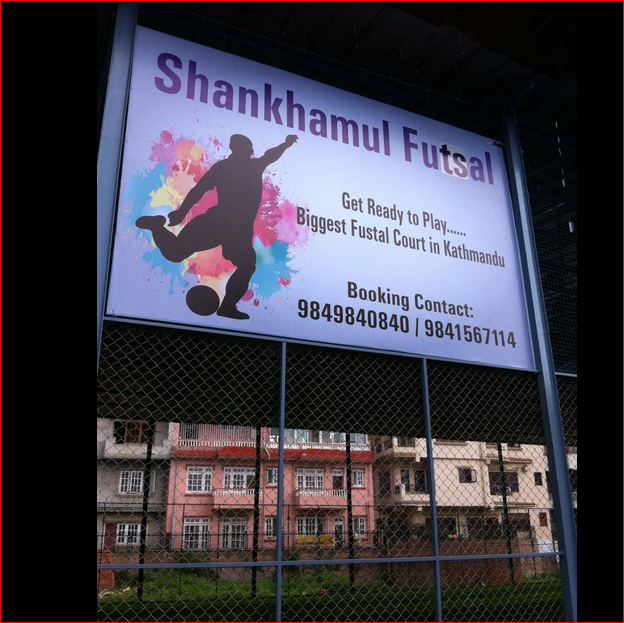 Shankhamul Futsal
Get Ready to Play......
Biggest Fustal Court in Kathmandu
Booking Contact:
9849840840 / 9841567114